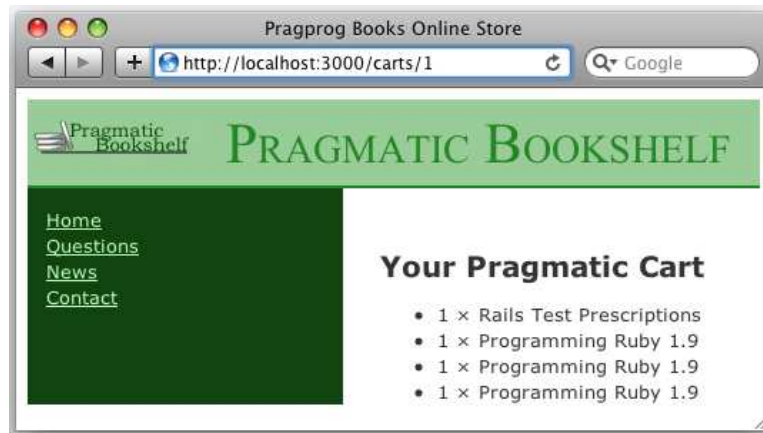 Pragprog Books Online Store
http://localhost:3000/carts/1
Google
Pragmatic
Bookshelf
PRAGMATIC BOOKSHELF
Home
Questions
News
Contact
Your Pragmatic Cart
• 1 × Rails Test Prescriptions
• 1 × Programming Ruby 1.9
• 1 × Programming Ruby 1.9
• 1 × Programming Ruby 1.9